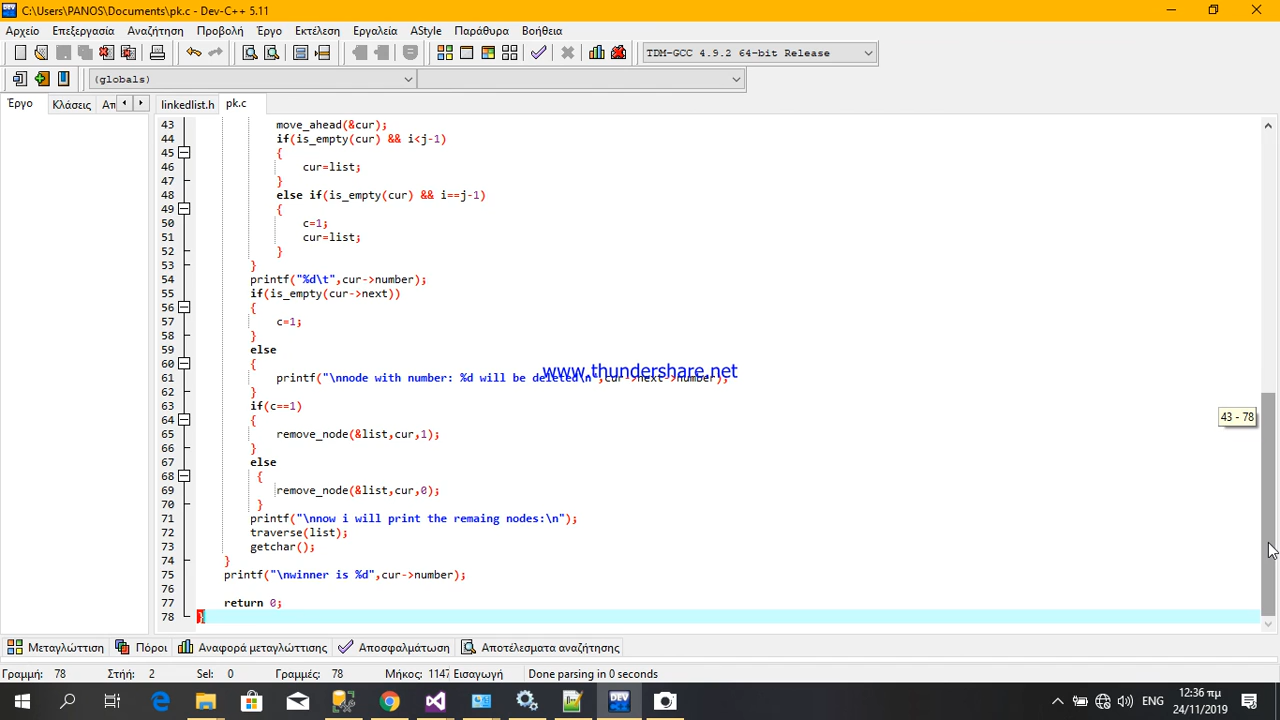 C:\Users\PANOS\Documents\pk.c - Dev-C++ 5.11
Αρχείο Επεξεργασία Αναζήτηση Προβολή Έργο Εκτέλεση Εργαλεία AStyle Παράθυρα Βοήθεια
TDM-GCC 4.9.2 64-bit Release
(globals)
Έργο Κλάσεις Απ linkedlist.h pk.c
43 move_ahead(&cur);
44 if(is_empty(cur) && i<j-1)
45 {
46 cur=list;
47 }
48 else if(is_empty(cur) && i==j-1)
49 {
50 c=1;
51 cur=list;
52 }
53 }
54 printf("%d\t",cur->number);
55 if(is_empty(cur->next))
56 {
57 c=1;
58 }
59 else
60 {
www.thundershare.net
61 printf("\nnode with number: %d will be deleted\n",cur->next->number);
62 }
63 if(c==1)
64 {
43 - 78
65 remove_node(&list,cur,1);
66 }
67 else
68 {
69 remove_node(&list,cur,0);
70 }
71 printf("\nnow i will print the remaing nodes:\n");
72 traverse(list);
73 getchar();
74 }
75 printf("\nwinner is %d",cur->number);
76
77 return 0;
78 }
Μεταγλώττιση Πόροι Αναφορά μεταγλώττισης Αποσφαλμάτωση Αποτελέσματα αναζήτησης
Γραμμή: 78 Στήή: 2 Sel: 0 Γραμμές: 78 Μήκος: 1147 Εισαγωγή Done parsing in 0 seconds
DEV ENG 12:36 πμ
24/11/2019